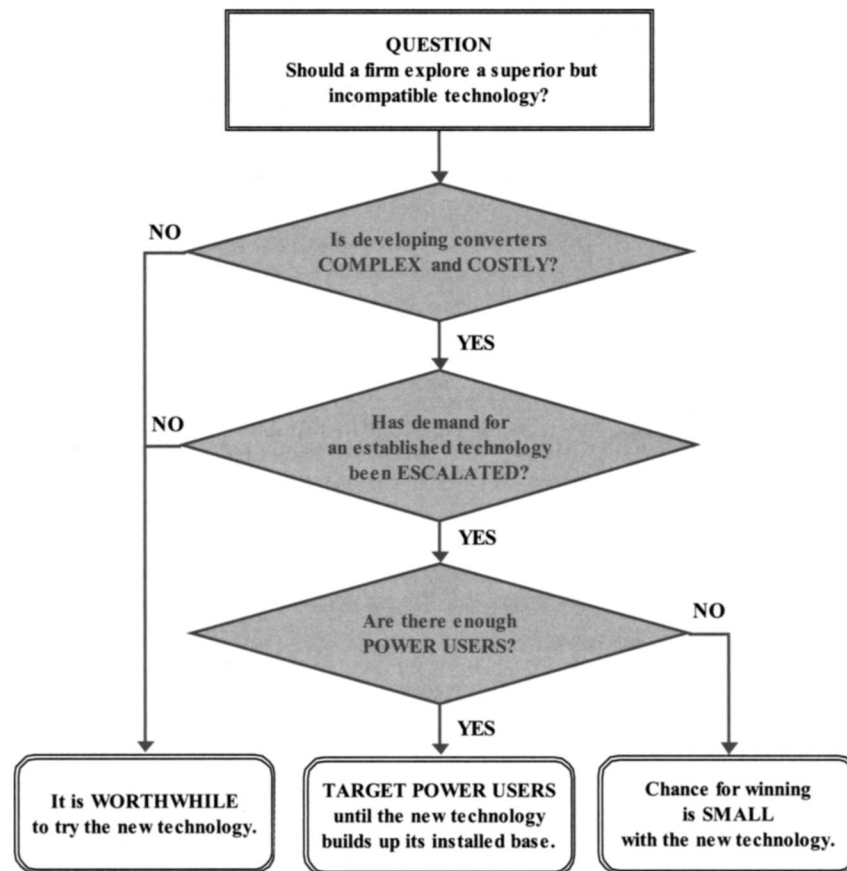 QUESTION
Should a firm explore a superior but
incompatible technology?
NO
Is developing converters
COMPLEX and COSTLY?
YES
NO
Has demand for
an established technology
been ESCALATED?
YES
Are there enough
POWER USERS?
NO
YES
It is WORTHWHILE
to try the new technology.
TARGET POWER USERS
until the new technology
builds up its installed base.
Chance for winning
is SMALL
with the new technology.